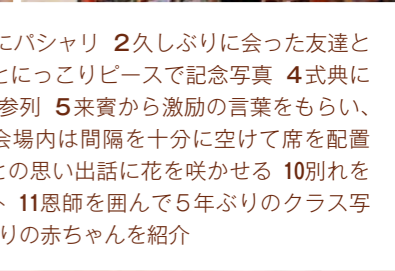 にパシャリ 2久しぶりに会った友達と
とにっこりピースで記念写真 4式典に
参列 5来賓から激励の言葉をもらい、
会場内は間隔を十分に空けて席を配置
との思い出話に花を咲かせる 10別れを
11恩師を囲んで5年ぶりのクラス写
りの赤ちゃんを紹介